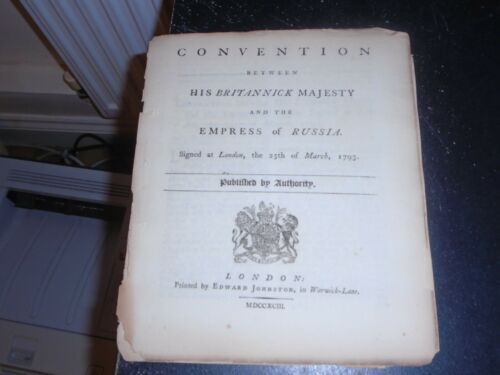 CONVENTION
BETWEEN
HIS BRITANNICK MAJESTY
AND THE
EMPRESS of RUSSIA.
Signed at London, the 25th of March, 1793.
Published by Authority.
LONDON:
Printed by EDWARD JOHNSTON, in Warwick-Lane.
MDCCXCIII.